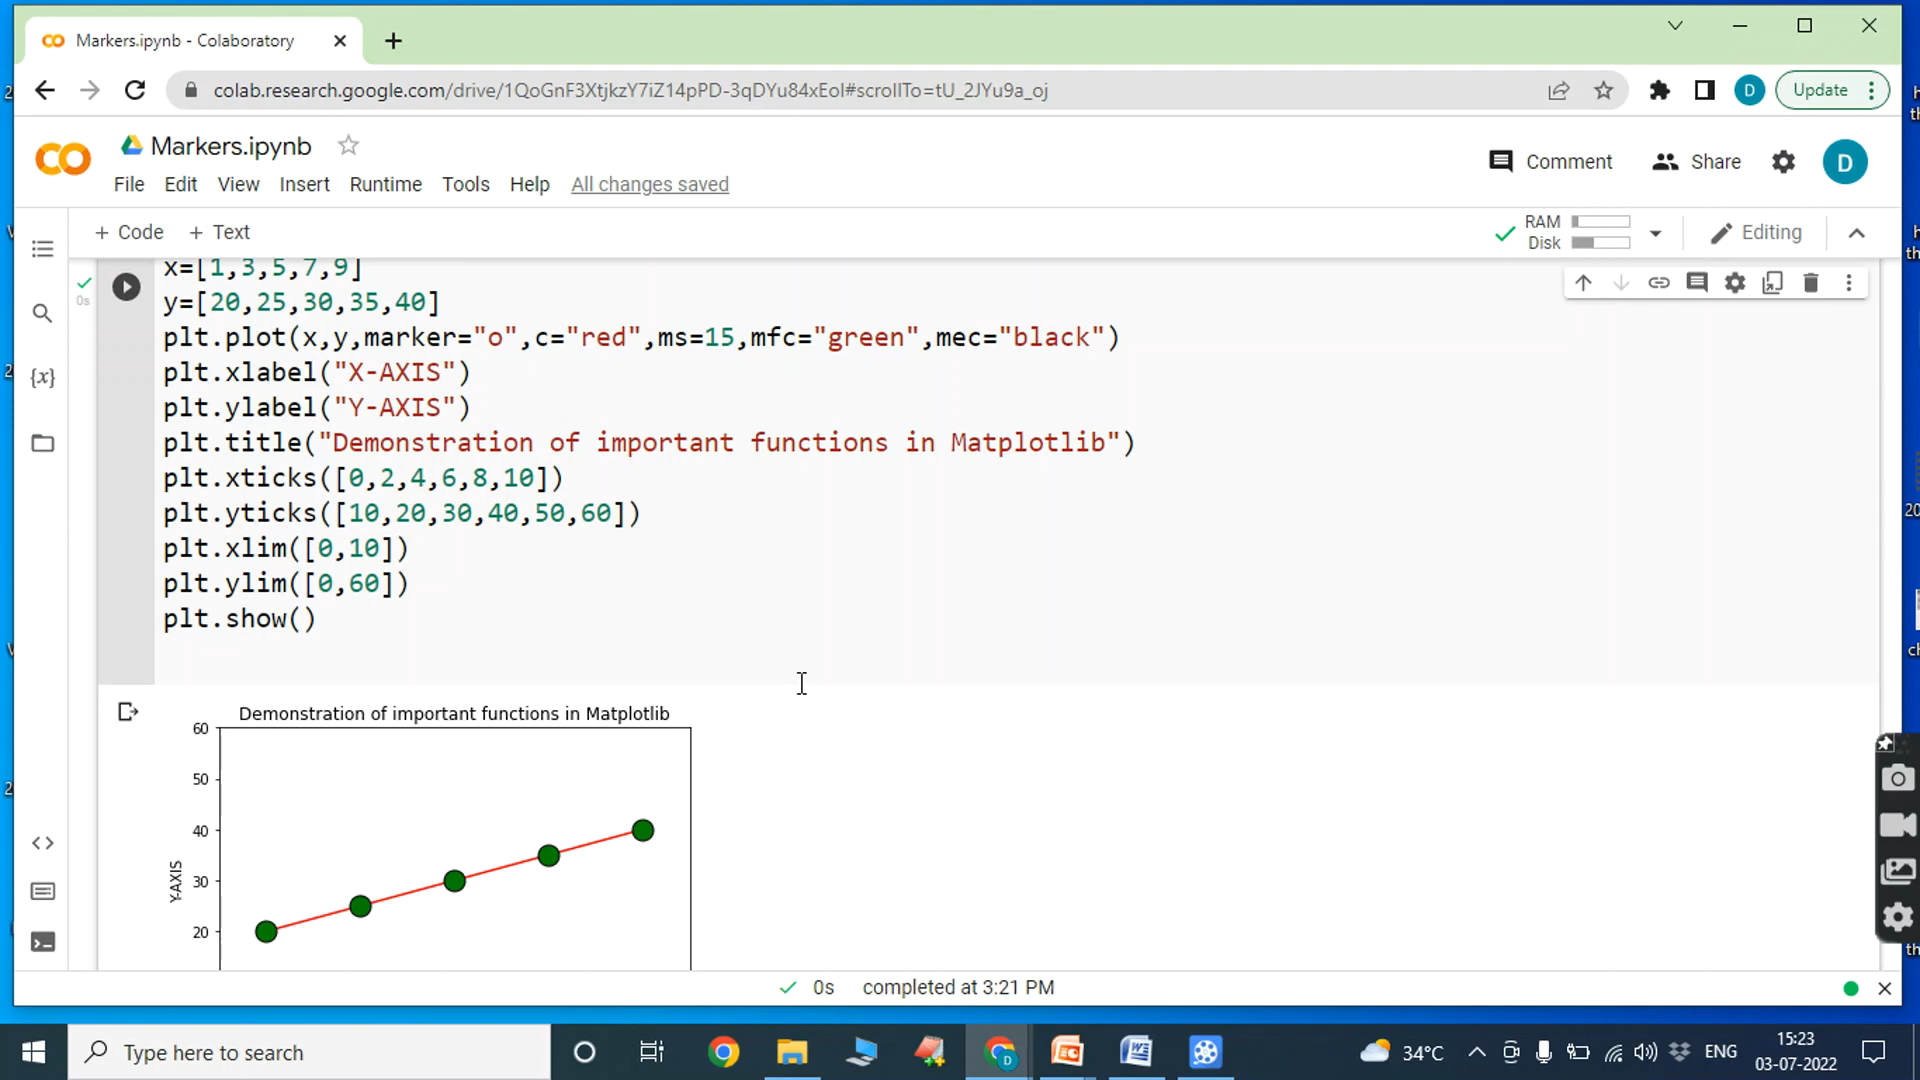 Markers.ipynb - Colaboratory
colab.research.google.com/drive/1QoGnF3XtjkzY7iZ14pPD-3qDYu84xEoI#scrollTo=tU_2JYu9a_oj
D
Update
Markers.ipynb
File Edit View Insert Runtime Tools Help All changes saved
Comment Share D
+ Code + Text
RAM
Disk
Editing
x=[1,3,5,7,9]
y=[20,25,30,35,40]
plt.plot(x,y,marker="o",c="red",ms=15,mfc="green",mec="black")
plt.xlabel("X-AXIS")
plt.ylabel("Y-AXIS")
plt.title("Demonstration of important functions in Matplotlib")
plt.xticks([0,2,4,6,8,10])
plt.yticks([10,20,30,40,50,60])
plt.xlim([0,10])
plt.ylim([0,60])
plt.show()
0s
{x}
Demonstration of important functions in Matplotlib
60
50
40
30
20
Y-AXIS
0s completed at 3:21 PM
Type here to search
34°C
ENG
15:23
03-07-2022